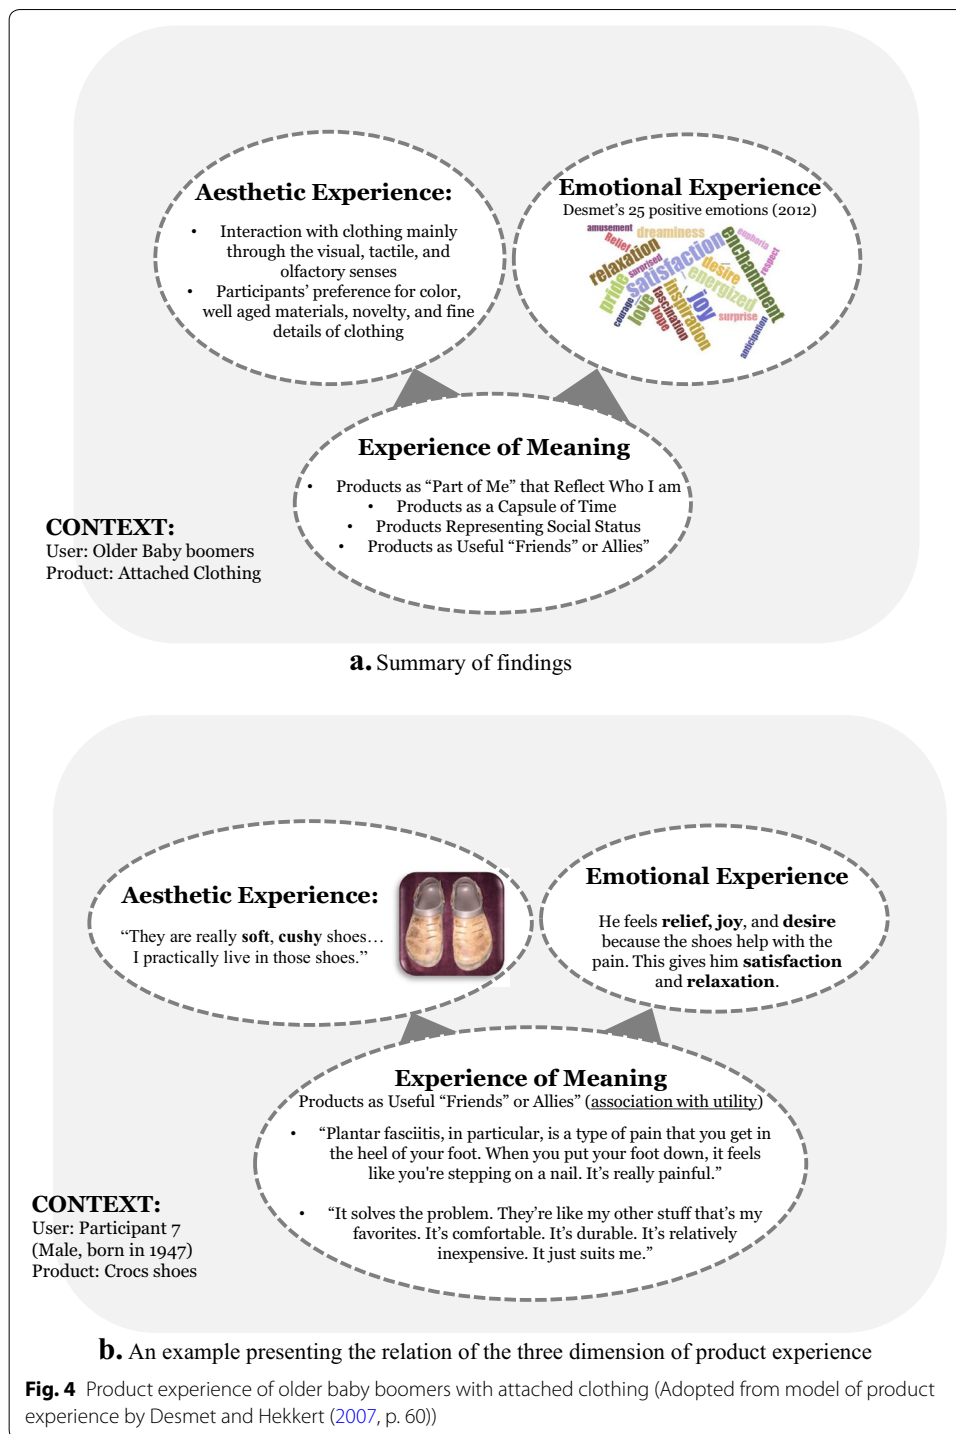 Aesthetic Experience:
• Interaction with clothing mainly
through the visual, tactile, and
olfactory senses
• Participants’ preference for color,
well aged materials, novelty, and fine
details of clothing
Emotional Experience
Desmet’s 25 positive emotions (2012)
amusement
dreaminess
euphoria
Relief
relaxation
surprised
satisfaction
enchantment
respect
desire
pride
energized
courage
love
fascination
hope
inspiration
joy
surprise
anticipation
Experience of Meaning
• Products as “Part of Me” that Reflect Who I am
• Products as a Capsule of Time
• Products Representing Social Status
• Products as Useful “Friends” or Allies”
CONTEXT:
User: Older Baby boomers
Product: Attached Clothing
a. Summary of findings
Aesthetic Experience:
“They are really soft, cushy shoes…
I practically live in those shoes.”
Emotional Experience
He feels relief, joy, and desire
because the shoes help with the
pain. This gives him satisfaction
and relaxation.
Experience of Meaning
Products as Useful “Friends” or Allies” (association with utility)
• “Plantar fasciitis, in particular, is a type of pain that you get in
the heel of your foot. When you put your foot down, it feels
like you're stepping on a nail. It’s really painful.”
• “It solves the problem. They’re like my other stuff that’s my
favorites. It’s comfortable. It’s durable. It’s relatively
inexpensive. It just suits me.”
CONTEXT:
User: Participant 7
(Male, born in 1947)
Product: Crocs shoes
b. An example presenting the relation of the three dimension of product experience
Fig. 4 Product experience of older baby boomers with attached clothing (Adopted from model of product
experience by Desmet and Hekkert (2007, p. 60))